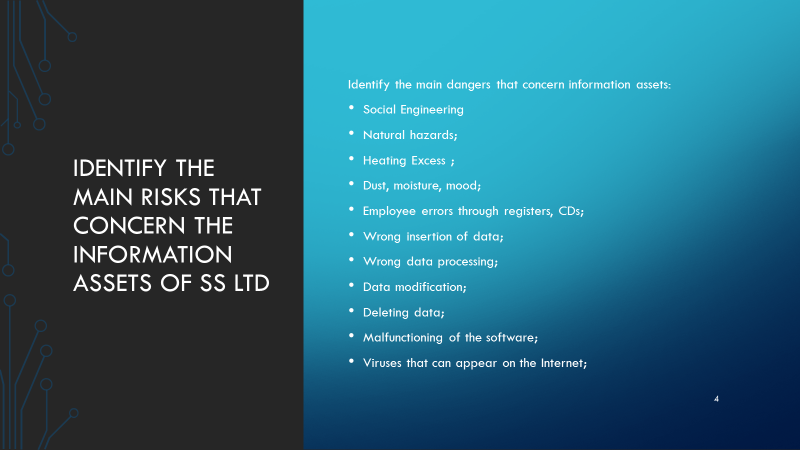 IDENTIFY THE
MAIN RISKS THAT
CONCERN THE
INFORMATION
ASSETS OF SS LTD
Identify the main dangers that concern information assets:
• Social Engineering
• Natural hazards;
• Heating Excess ;
• Dust, moisture, mood;
• Employee errors through registers, CDs;
• Wrong insertion of data;
• Wrong data processing;
• Data modification;
• Deleting data;
• Malfunctioning of the software;
• Viruses that can appear on the Internet;
4